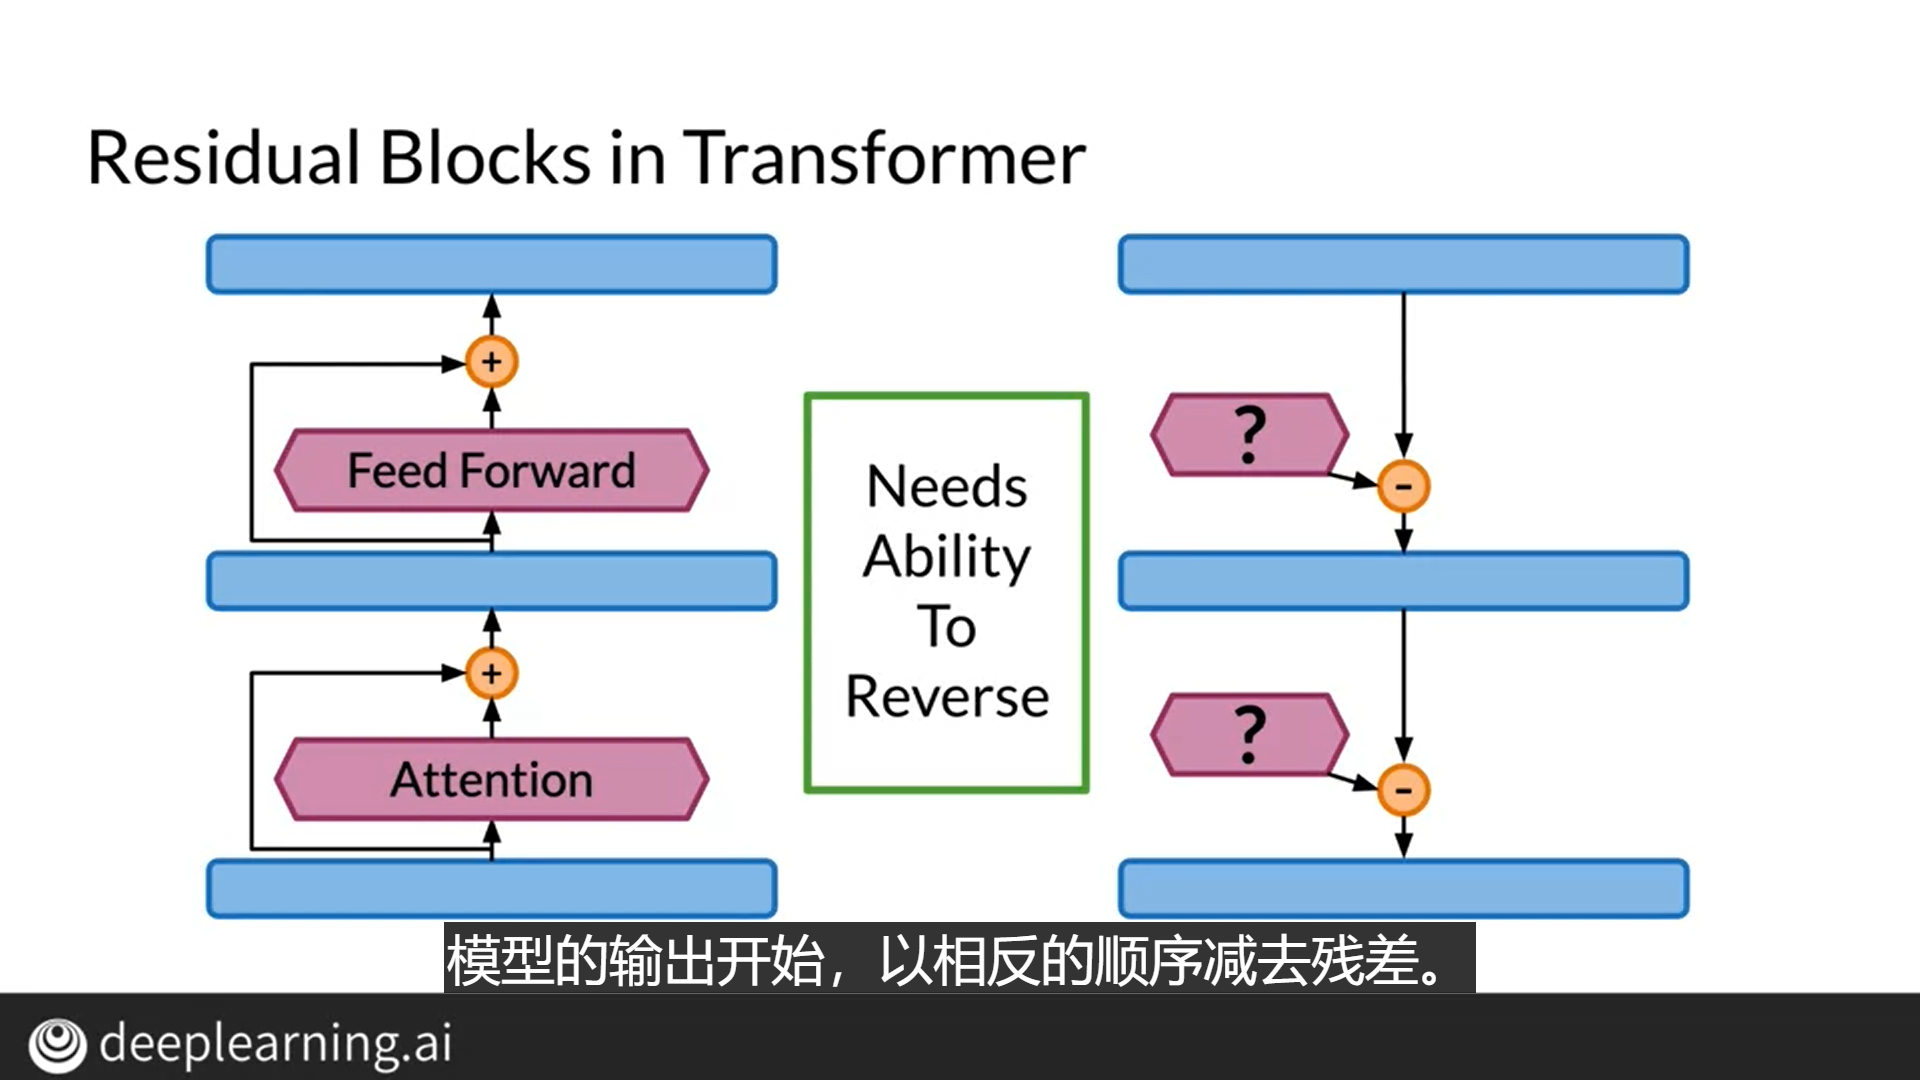 Residual Blocks in Transformer
+
Feed Forward
+
Attention
Needs
Ability
To
Reverse
?
-
?
-
模型的输出开始，以相反的顺序减去残差。
deeplearning.ai